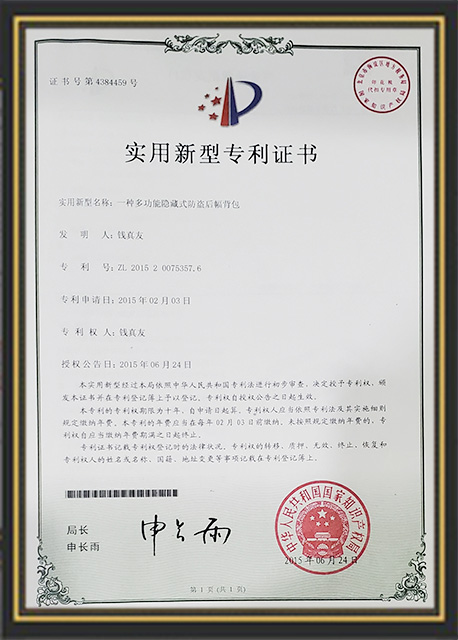 证书号第4384459号
实用新型专利证书
实用新型名称：一种多功能隐藏式防盗后幅背包
发明人：钱真友
专利号：ZL 2015 2 0075357.6
专利申请日：2015年02月03日
专利权人：钱真友
授权公告日：2015年06月24日
本实用新型经过本局依照中华人民共和国专利法进行初步审查，决定授予专利权，颁
发本证书并在专利登记簿上予以登记。专利权自授权公告之日起生效。
本专利的专利权期限为十年，自申请日起算。专利权人应当依照专利法及其实施细则
规定缴纳年费。本专利的年费应当在每年02月03日前缴纳。未按照规定缴纳年费的，专
利权自应当缴纳年费期满之日起终止。
专利证书记载专利权登记时的法律状况。专利权的转移、质押、无效、终止、恢复和
专利权人的姓名或名称、国籍、地址变更等事项记载在专利登记簿上。
局长
申长雨
申长雨
中华人民共和国国家知识产权局
2015年06月24日
第1页(共1页)